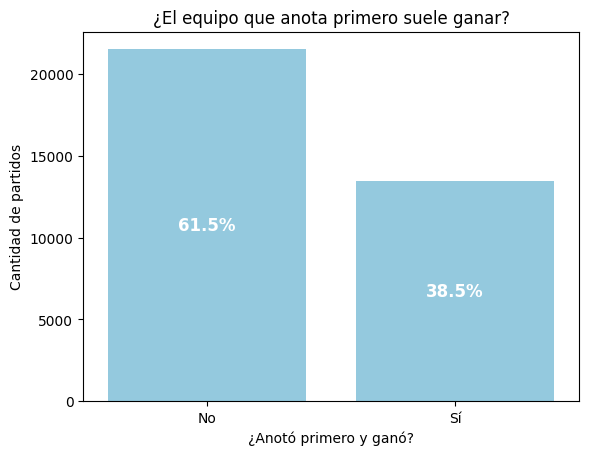 ¿El equipo que anota primero suele ganar?
Cantidad de partidos
20000
15000
10000
5000
0
61.5%
38.5%
No
Sí
¿Anotó primero y ganó?